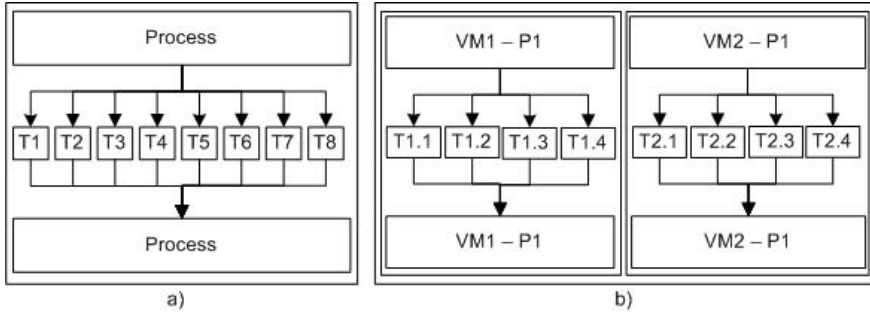 Process
T1 T2 T3 T4 T5 T6 T7 T8
Process
a)
VM1 – P1
T1.1 T1.2 T1.3 T1.4
VM1 – P1
VM2 – P1
T2.1 T2.2 T2.3 T2.4
VM2 – P1
b)